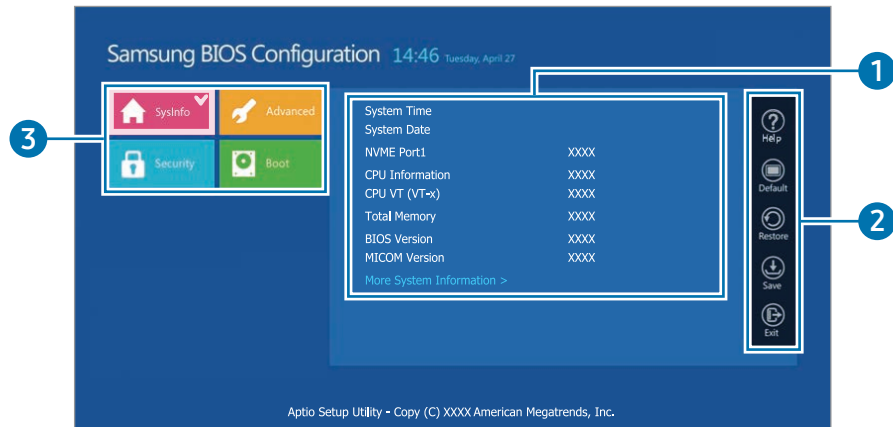 Samsung BIOS Configuration 14:46 Tuesday, April 27
1
2
3
SysInfo
Advanced
Security
Boot
System Time
System Date
NVME Port1 XXXX
CPU Information XXXX
CPU VT (VT-x) XXXX
Total Memory XXXX
BIOS Version XXXX
MICOM Version XXXX
More System Information >
Help
Default
Restore
Save
Exit
Aptio Setup Utility - Copy (C) XXXX American Megatrends, Inc.